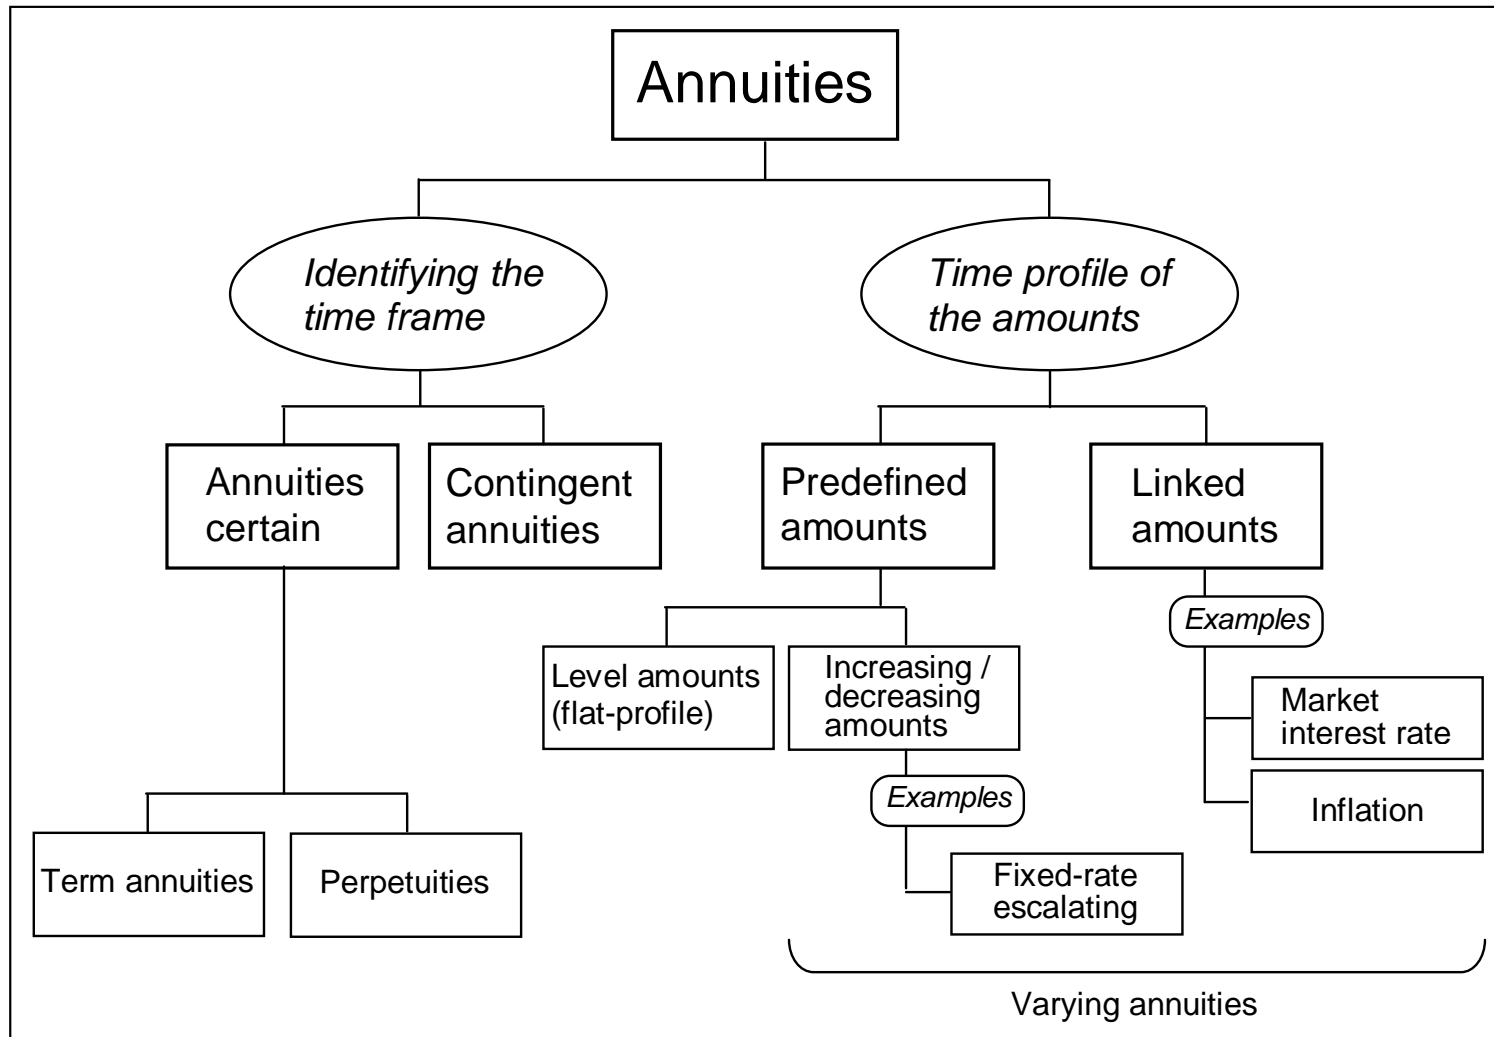 Annuities
Identifying the
time frame
Time profile of
the amounts
Annuities
certain
Contingent
annuities
Predefined
amounts
Linked
amounts
Examples
Level amounts
(flat-profile)
Increasing /
decreasing
amounts
Market
interest rate
Examples
Inflation
Term annuities
Perpetuities
Fixed-rate
escalating
Varying annuities